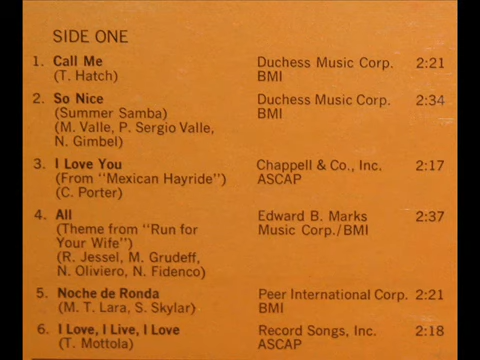 SIDE ONE
1. Call Me Duchess Music Corp. 2:21
(T. Hatch) BMI
2. So Nice Duchess Music Corp. 2:34
(Summer Samba) BMI
(M. Valle, P. Sergio Valle,
N. Gimbel)
3. I Love You Chappell & Co., Inc. 2:17
(From "Mexican Hayride") ASCAP
(C. Porter)
4. All Edward B. Marks 2:37
(Theme from "Run for Music Corp./BMI
Your Wife")
(R. Jessel, M. Grudeff,
N. Oliviero, N. Fidenco)
5. Noche de Ronda Peer International Corp. 2:21
(M. T. Lara, S. Skylar) BMI
6. I Love, I Live, I Love Record Songs, Inc. 2:18
(T. Mottola) ASCAP